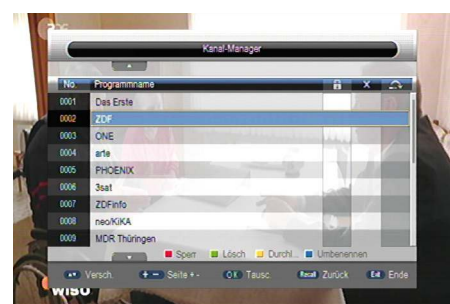 Kanal-Manager
No. Programmname X
0001 Das Erste
0002 ZDF
0003 ONE
0004 arte
0005 PHOENIX
0006 3sat
0007 ZDFinfo
0008 neo/KiKA
0009 MDR Thüringen
Sperr Lösch Durchl... Umbenennen
Versch. + - Seite + - OK Tausc. Recall Zurück Exit Ende
WISO